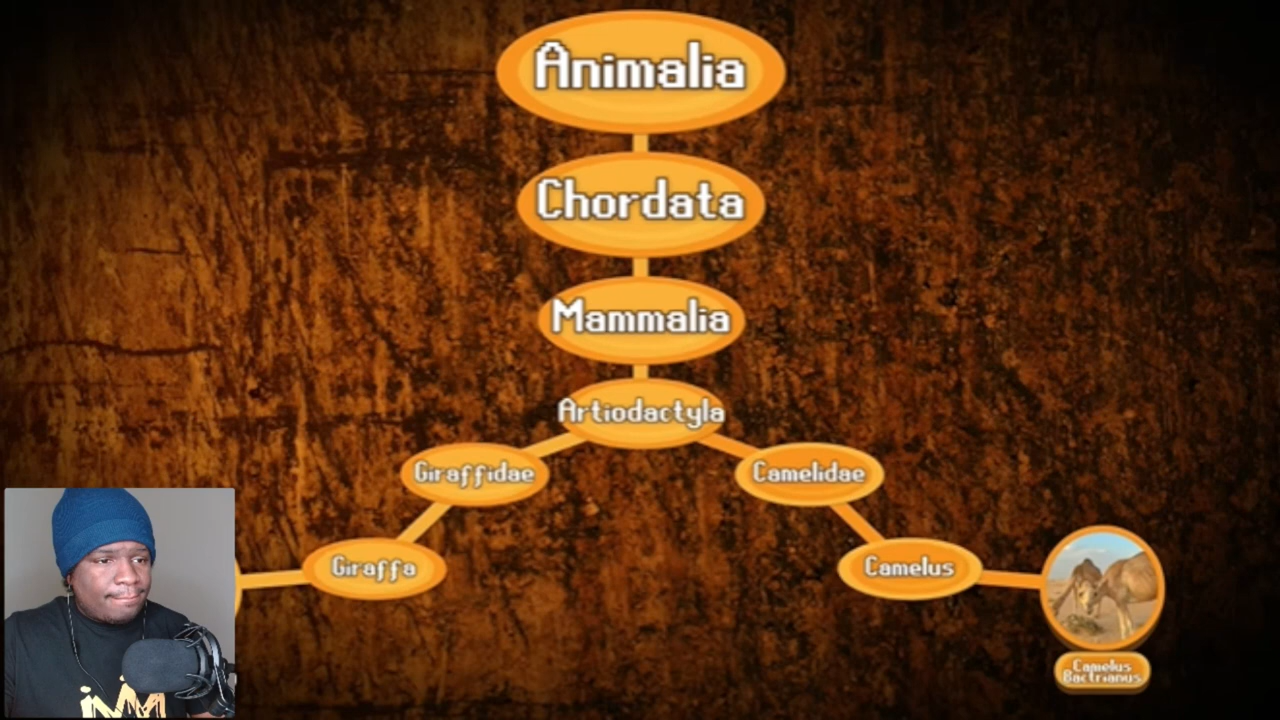 Animalia
Chordata
Mammalia
Artiodactyla
Giraffidae
Camelidae
Giraffa
Camelus
Camelus
Bactrianus